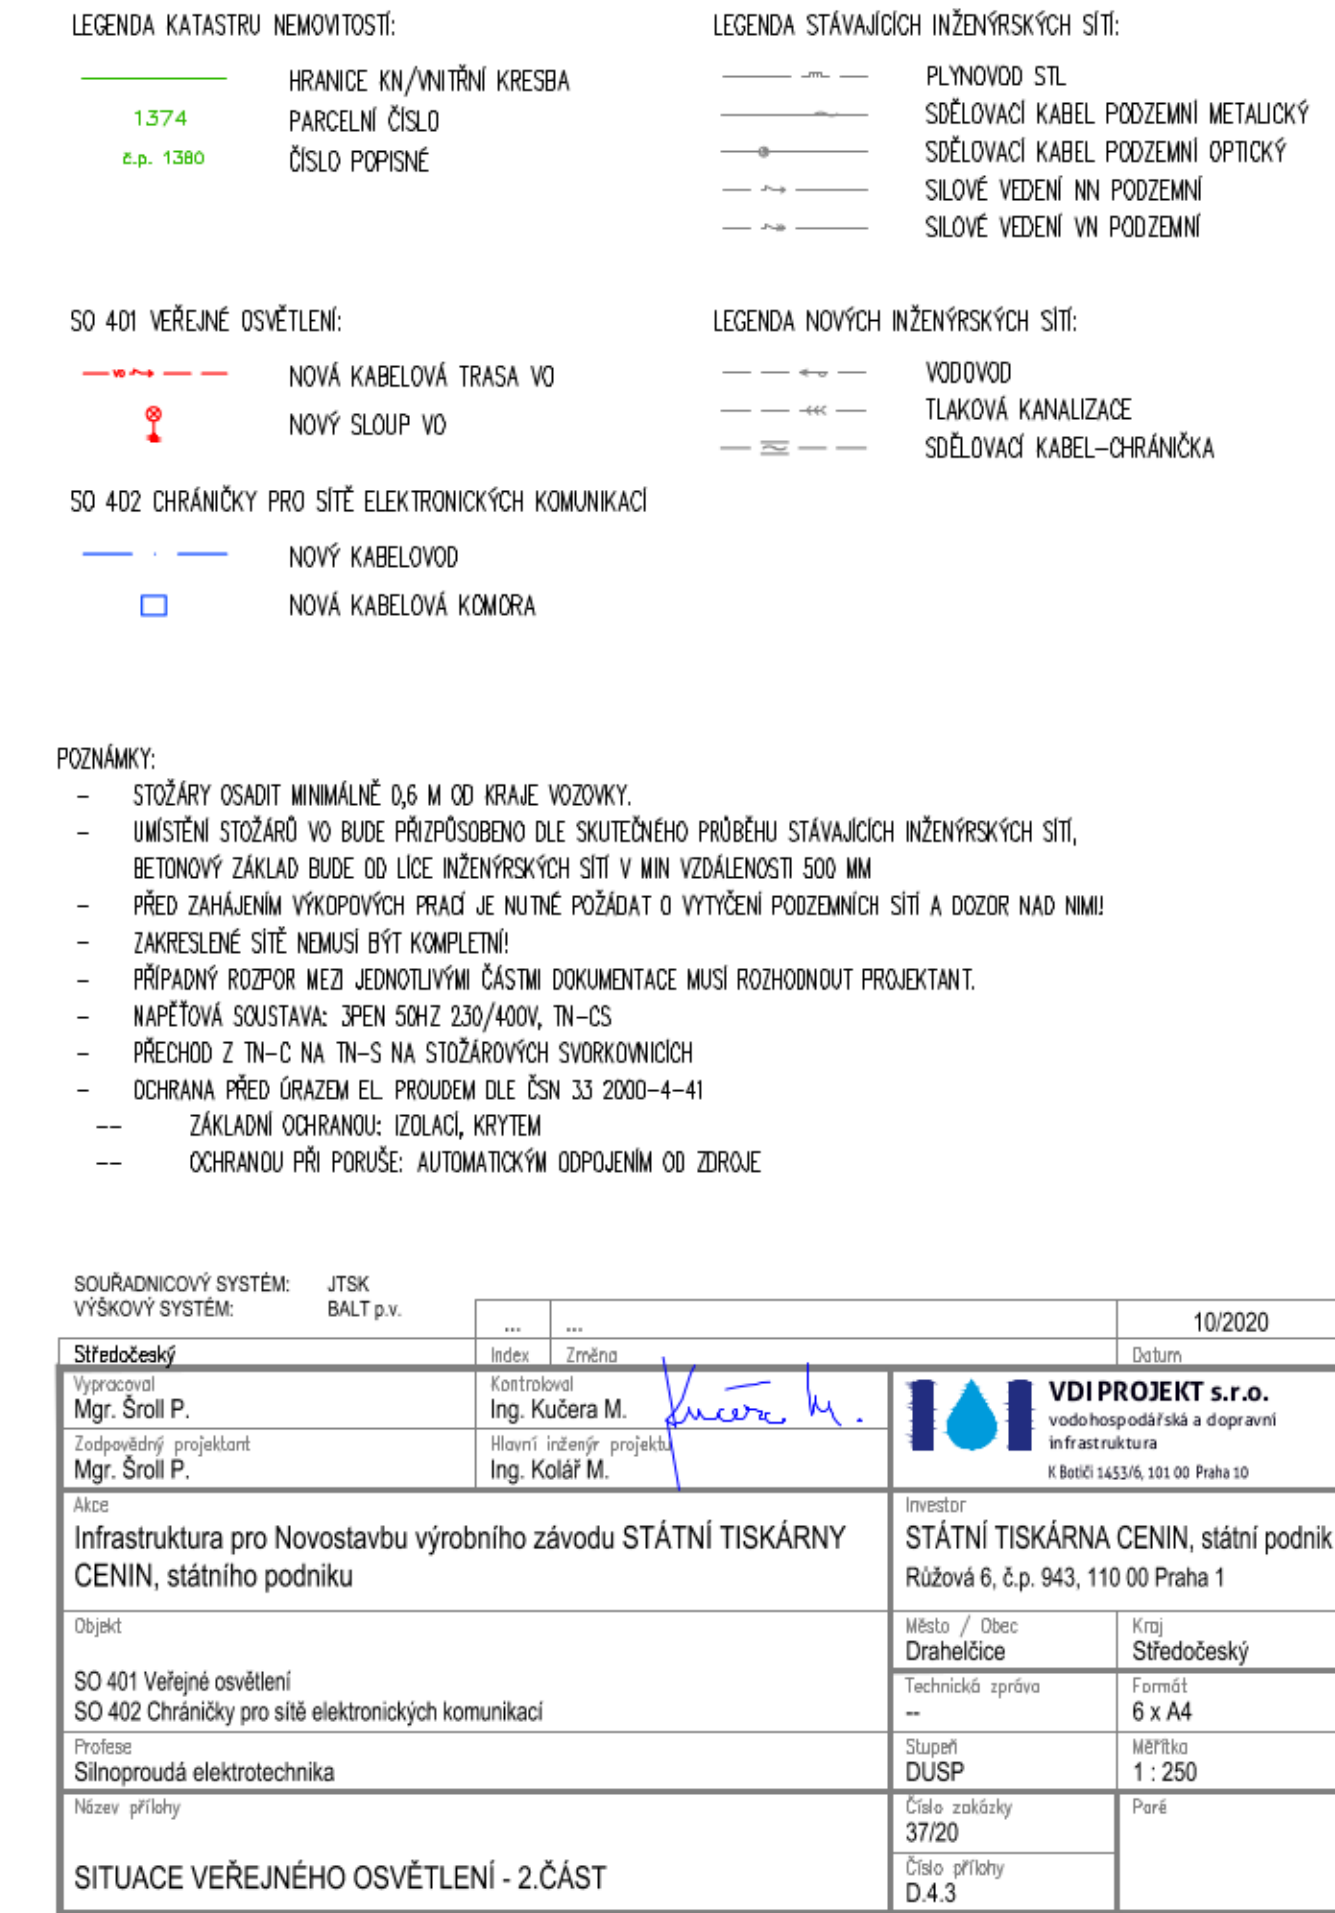 LEGENDA KATASTRU NEMOVITOSTÍ:
HRANICE KN/VNITŘNÍ KRESBA
1374 PARCELNÍ ČÍSLO
č.p. 1380 ČÍSLO POPISNÉ
LEGENDA STÁVAJÍCÍCH INŽENÝRSKÝCH SÍTÍ:
PLYNOVOD STL
SDĚLOVACÍ KABEL PODZEMNÍ METALICKÝ
SDĚLOVACÍ KABEL PODZEMNÍ OPTICKÝ
SILOVÉ VEDENÍ NN PODZEMNÍ
SILOVÉ VEDENÍ VN PODZEMNÍ
SO 401 VEŘEJNÉ OSVĚTLENÍ:
VO NOVÁ KABELOVÁ TRASA VO
NOVÝ SLOUP VO
LEGENDA NOVÝCH INŽENÝRSKÝCH SÍTÍ:
VODOVOD
TLAKOVÁ KANALIZACE
SDĚLOVACÍ KABEL-CHRÁNIČKA
SO 402 CHRÁNIČKY PRO SÍTĚ ELEKTRONICKÝCH KOMUNIKACÍ
NOVÝ KABELOVOD
NOVÁ KABELOVÁ KOMORA
POZNÁMKY:
- STOŽÁRY OSADIT MINIMÁLNĚ 0,6 M OD KRAJE VOZOVKY.
- UMÍSTĚNÍ STOŽÁRŮ VO BUDE PŘIZPŮSOBENO DLE SKUTEČNÉHO PRŮBĚHU STÁVAJÍCÍCH INŽENÝRSKÝCH SÍTÍ,
BETONOVÝ ZÁKLAD BUDE OD LÍCE INŽENÝRSKÝCH SÍTÍ V MIN VZDÁLENOSTI 500 MM
- PŘED ZAHÁJENÍM VÝKOPOVÝCH PRACÍ JE NUTNÉ POŽÁDAT O VYTYČENÍ PODZEMNÍCH SÍTÍ A DOZOR NAD NIMI!
- ZAKRESLENÉ SÍTĚ NEMUSÍ BÝT KOMPLETNÍ!
- PŘÍPADNÝ ROZPOR MEZI JEDNOTLIVÝMI ČÁSTMI DOKUMENTACE MUSÍ ROZHODNOUT PROJEKTANT.
- NAPĚŤOVÁ SOUSTAVA: 3PEN 50HZ 230/400V, TN-CS
- PŘECHOD Z TN-C NA TN-S NA STOŽÁROVÝCH SVORKOVNICÍCH
- OCHRANA PŘED ÚRAZEM EL. PROUDEM DLE ČSN 33 2000-4-41
-- ZÁKLADNÍ OCHRANOU: IZOLACÍ, KRYTEM
-- OCHRANOU PŘI PORUŠE: AUTOMATICKÝM ODPOJENÍM OD ZDROJE
SOUŘADNICOVÝ SYSTÉM: JTSK
VÝŠKOVÝ SYSTÉM: BALT p.v.
... ... 10/2020
Středočeský Index Změna Datum
Vypracoval
Mgr. Šroll P.
Kontroloval
Ing. Kučera M.
Kučera M.
Zodpovědný projektant
Mgr. Šroll P.
Hlavní inženýr projektu
Ing. Kolář M.
VDI PROJEKT s.r.o.
vodohospodářská a dopravní
infrastruktura
K Botiči 1453/6, 101 00 Praha 10
Akce
Infrastruktura pro Novostavbu výrobního závodu STÁTNÍ TISKÁRNY
CENIN, státního podniku
Investor
STÁTNÍ TISKÁRNA CENIN, státní podnik
Růžová 6, č.p. 943, 110 00 Praha 1
Objekt
SO 401 Veřejné osvětlení
SO 402 Chráničky pro sítě elektronických komunikací
Město / Obec
Drahelčice
Kraj
Středočeský
Technická zpráva
--
Formát
6 x A4
Profese
Silnoproudá elektrotechnika
Stupeň
DUSP
Měřítko
1 : 250
Název přílohy
SITUACE VEŘEJNÉHO OSVĚTLENÍ - 2.ČÁST
Číslo zakázky
37/20
Paré
Číslo přílohy
D.4.3